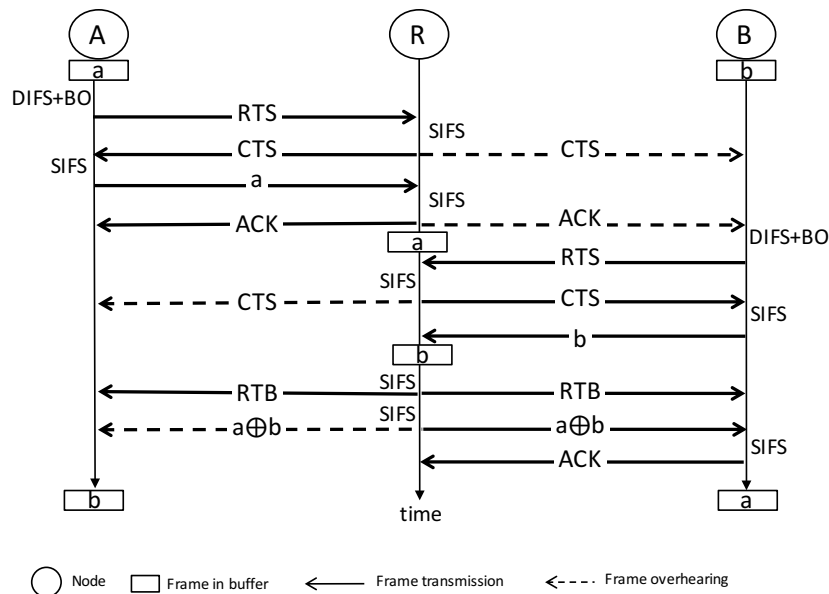 A R B
a b
DIFS+BO
RTS
SIFS
CTS CTS
SIFS
a
SIFS
ACK ACK
a
DIFS+BO
RTS
SIFS
CTS CTS
SIFS
b
b
SIFS
RTB RTB
SIFS
a⊕b a⊕b
SIFS
ACK
b a
time
Node Frame in buffer Frame transmission Frame overhearing